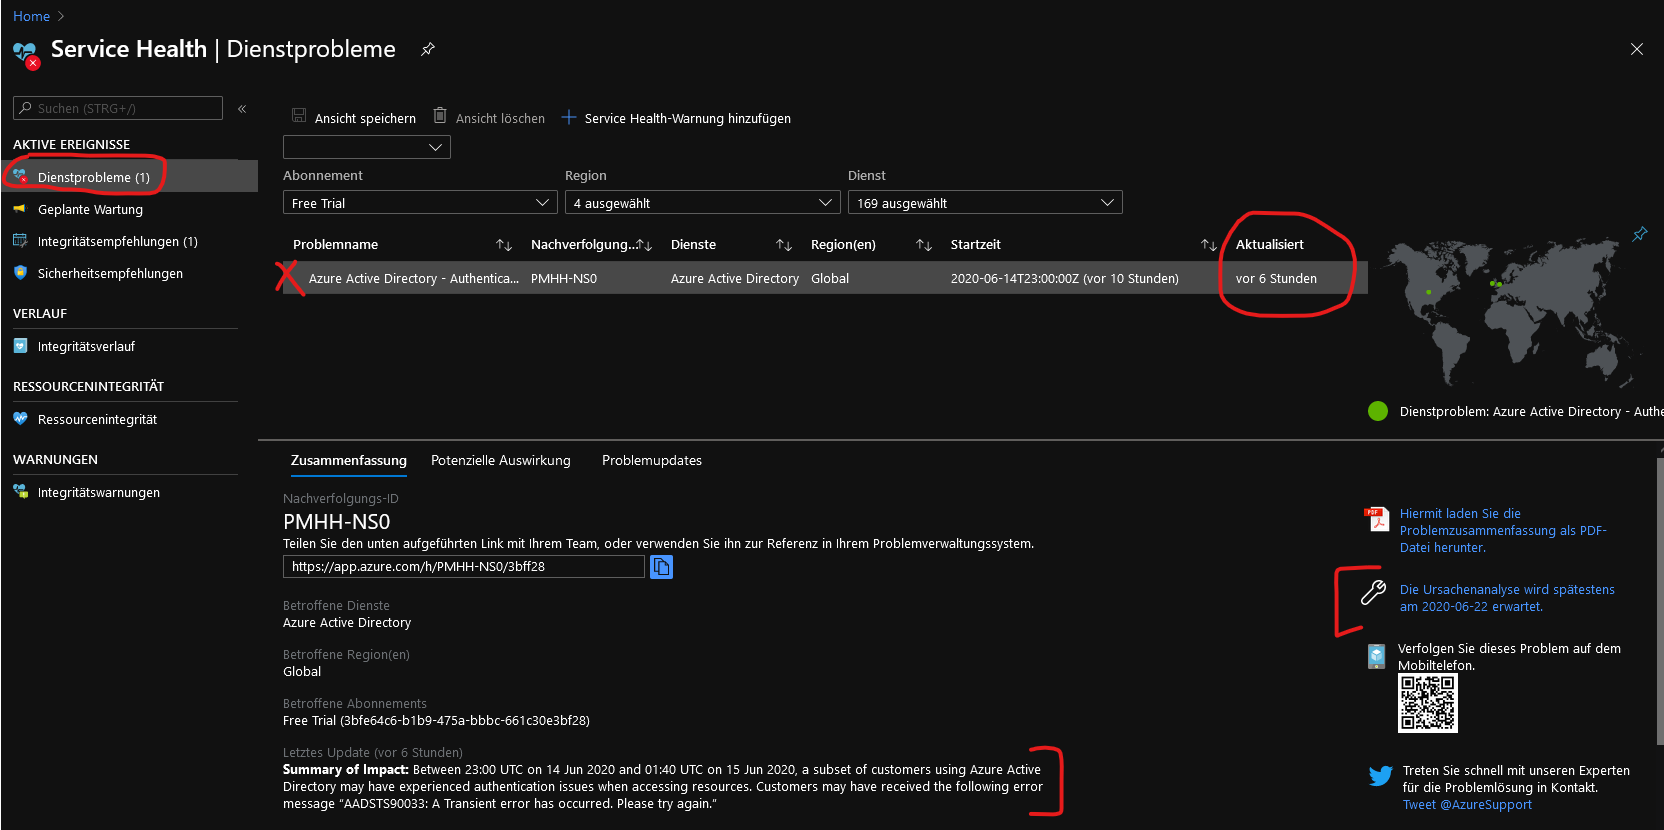 Home
Service Health | Dienstprobleme
Suchen (STRG+/)
AKTIVE EREIGNISSE
Dienstprobleme (1)
Geplante Wartung
Integritätsempfehlungen (1)
Sicherheitsempfehlungen
VERLAUF
Integritätsverlauf
RESSOURCENINTEGRITÄT
Ressourcenintegrität
WARNUNGEN
Integritätswarnungen
Ansicht speichern Ansicht löschen Service Health-Warnung hinzufügen
Abonnement Region Dienst
Free Trial 4 ausgewählt 169 ausgewählt
Problemname Nachverfolgung... Dienste Region(en) Startzeit Aktualisiert
Azure Active Directory - Authentica... PMHH-NS0 Azure Active Directory Global 2020-06-14T23:00:00Z (vor 10 Stunden) vor 6 Stunden
Dienstproblem: Azure Active Directory - Authe
Zusammenfassung Potenzielle Auswirkung Problemupdates
Nachverfolgungs-ID
PMHH-NS0
Teilen Sie den unten aufgeführten Link mit Ihrem Team, oder verwenden Sie ihn zur Referenz in Ihrem Problemverwaltungssystem.
https://app.azure.com/h/PMHH-NS0/3bff28
Betroffene Dienste
Azure Active Directory
Betroffene Region(en)
Global
Betroffene Abonnements
Free Trial (3bfe64c6-b1b9-475a-bbbc-661c30e3bf28)
Letztes Update (vor 6 Stunden)
Summary of Impact: Between 23:00 UTC on 14 Jun 2020 and 01:40 UTC on 15 Jun 2020, a subset of customers using Azure Active
Directory may have experienced authentication issues when accessing resources. Customers may have received the following error
message “AADSTS90033: A Transient error has occurred. Please try again.”
PDF
Hiermit laden Sie die
Problemzusammenfassung als PDF-
Datei herunter.
Die Ursachenanalyse wird spätestens
am 2020-06-22 erwartet.
Verfolgen Sie dieses Problem auf dem
Mobiltelefon.
Treten Sie schnell mit unseren Experten
für die Problemlösung in Kontakt.
Tweet @AzureSupport